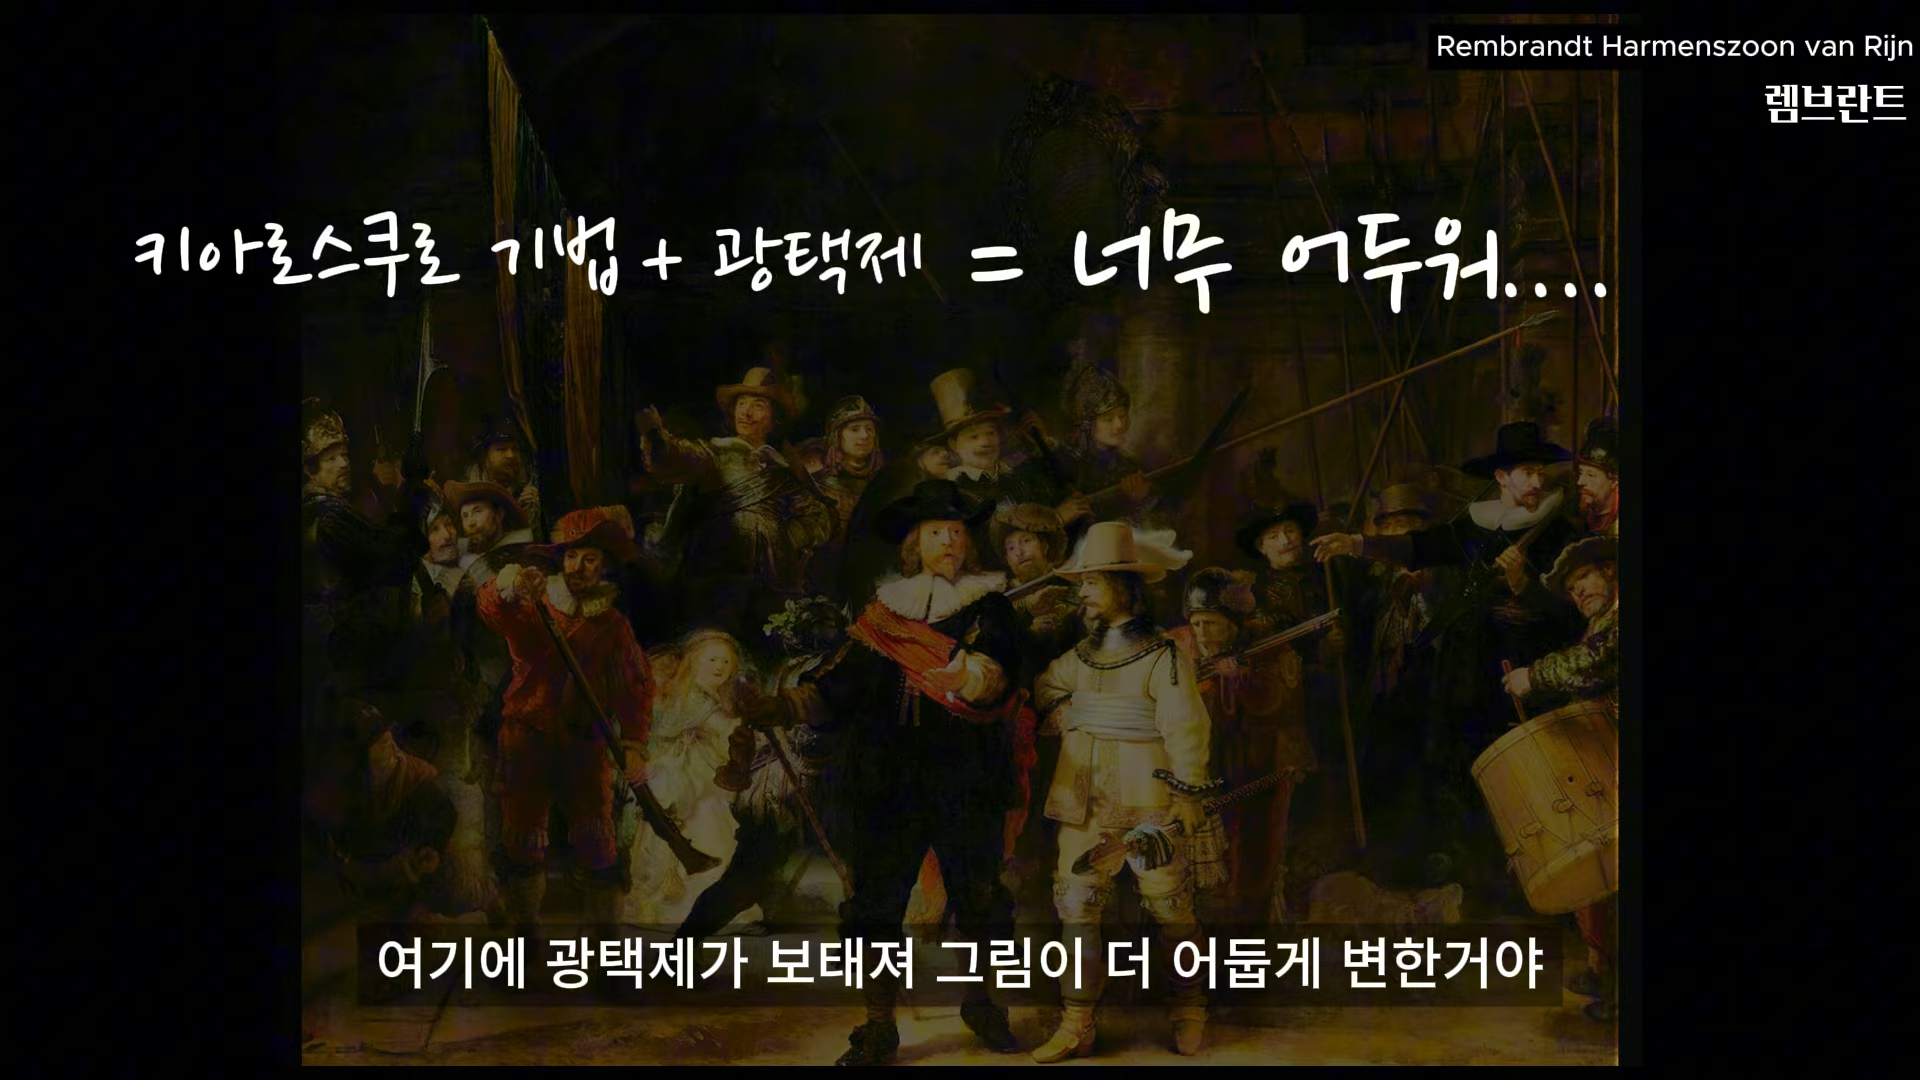 Rembrandt Harmenszoon van Rijn
렘브란트
키아로스쿠로 기법 + 광택제 = 너무 어두워....
여기에 광택제가 보태져 그림이 더 어둡게 변한거야